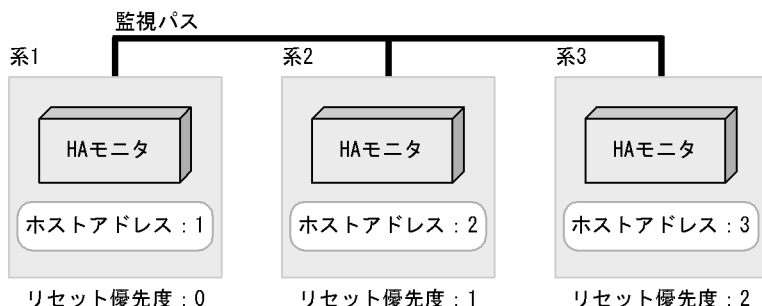 監視パス
系1
系2
系3
HAモニタ
HAモニタ
HAモニタ
ホストアドレス:1
ホストアドレス:2
ホストアドレス:3
リセット優先度:0
リセット優先度:1
リセット優先度:2